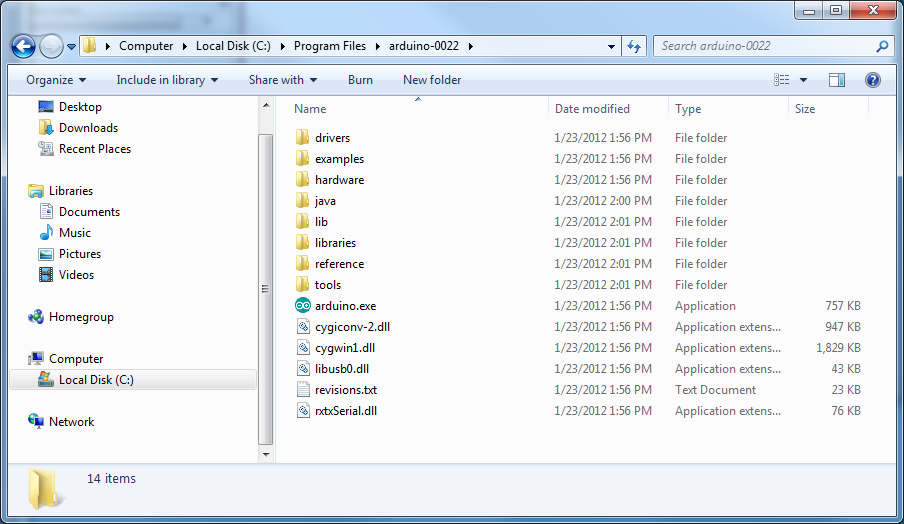 Computer Local Disk (C:) Program Files arduino-0022 Search arduino-0022
Organize Include in library Share with Burn New folder
Desktop
Downloads
Recent Places
Libraries
Documents
Music
Pictures
Videos
Homegroup
Computer
Local Disk (C:)
Network
Name Date modified Type Size
drivers 1/23/2012 1:56 PM File folder
examples 1/23/2012 1:56 PM File folder
hardware 1/23/2012 1:56 PM File folder
java 1/23/2012 2:00 PM File folder
lib 1/23/2012 2:01 PM File folder
libraries 1/23/2012 2:01 PM File folder
reference 1/23/2012 2:01 PM File folder
tools 1/23/2012 2:01 PM File folder
arduino.exe 1/23/2012 1:56 PM Application 757 KB
cygiconv-2.dll 1/23/2012 1:56 PM Application extens... 947 KB
cygwin1.dll 1/23/2012 1:56 PM Application extens... 1,829 KB
libusb0.dll 1/23/2012 1:56 PM Application extens... 43 KB
revisions.txt 1/23/2012 1:56 PM Text Document 23 KB
rxtxSerial.dll 1/23/2012 1:56 PM Application extens... 76 KB
14 items